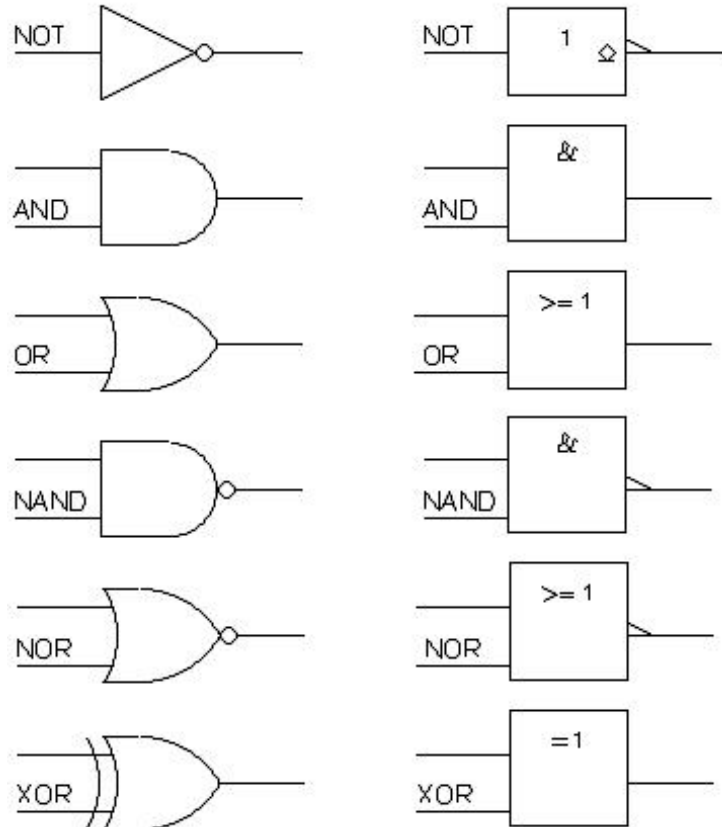 NOT NOT 1
AND AND &
OR OR >= 1
NAND NAND &
NOR NOR >= 1
XOR XOR =1